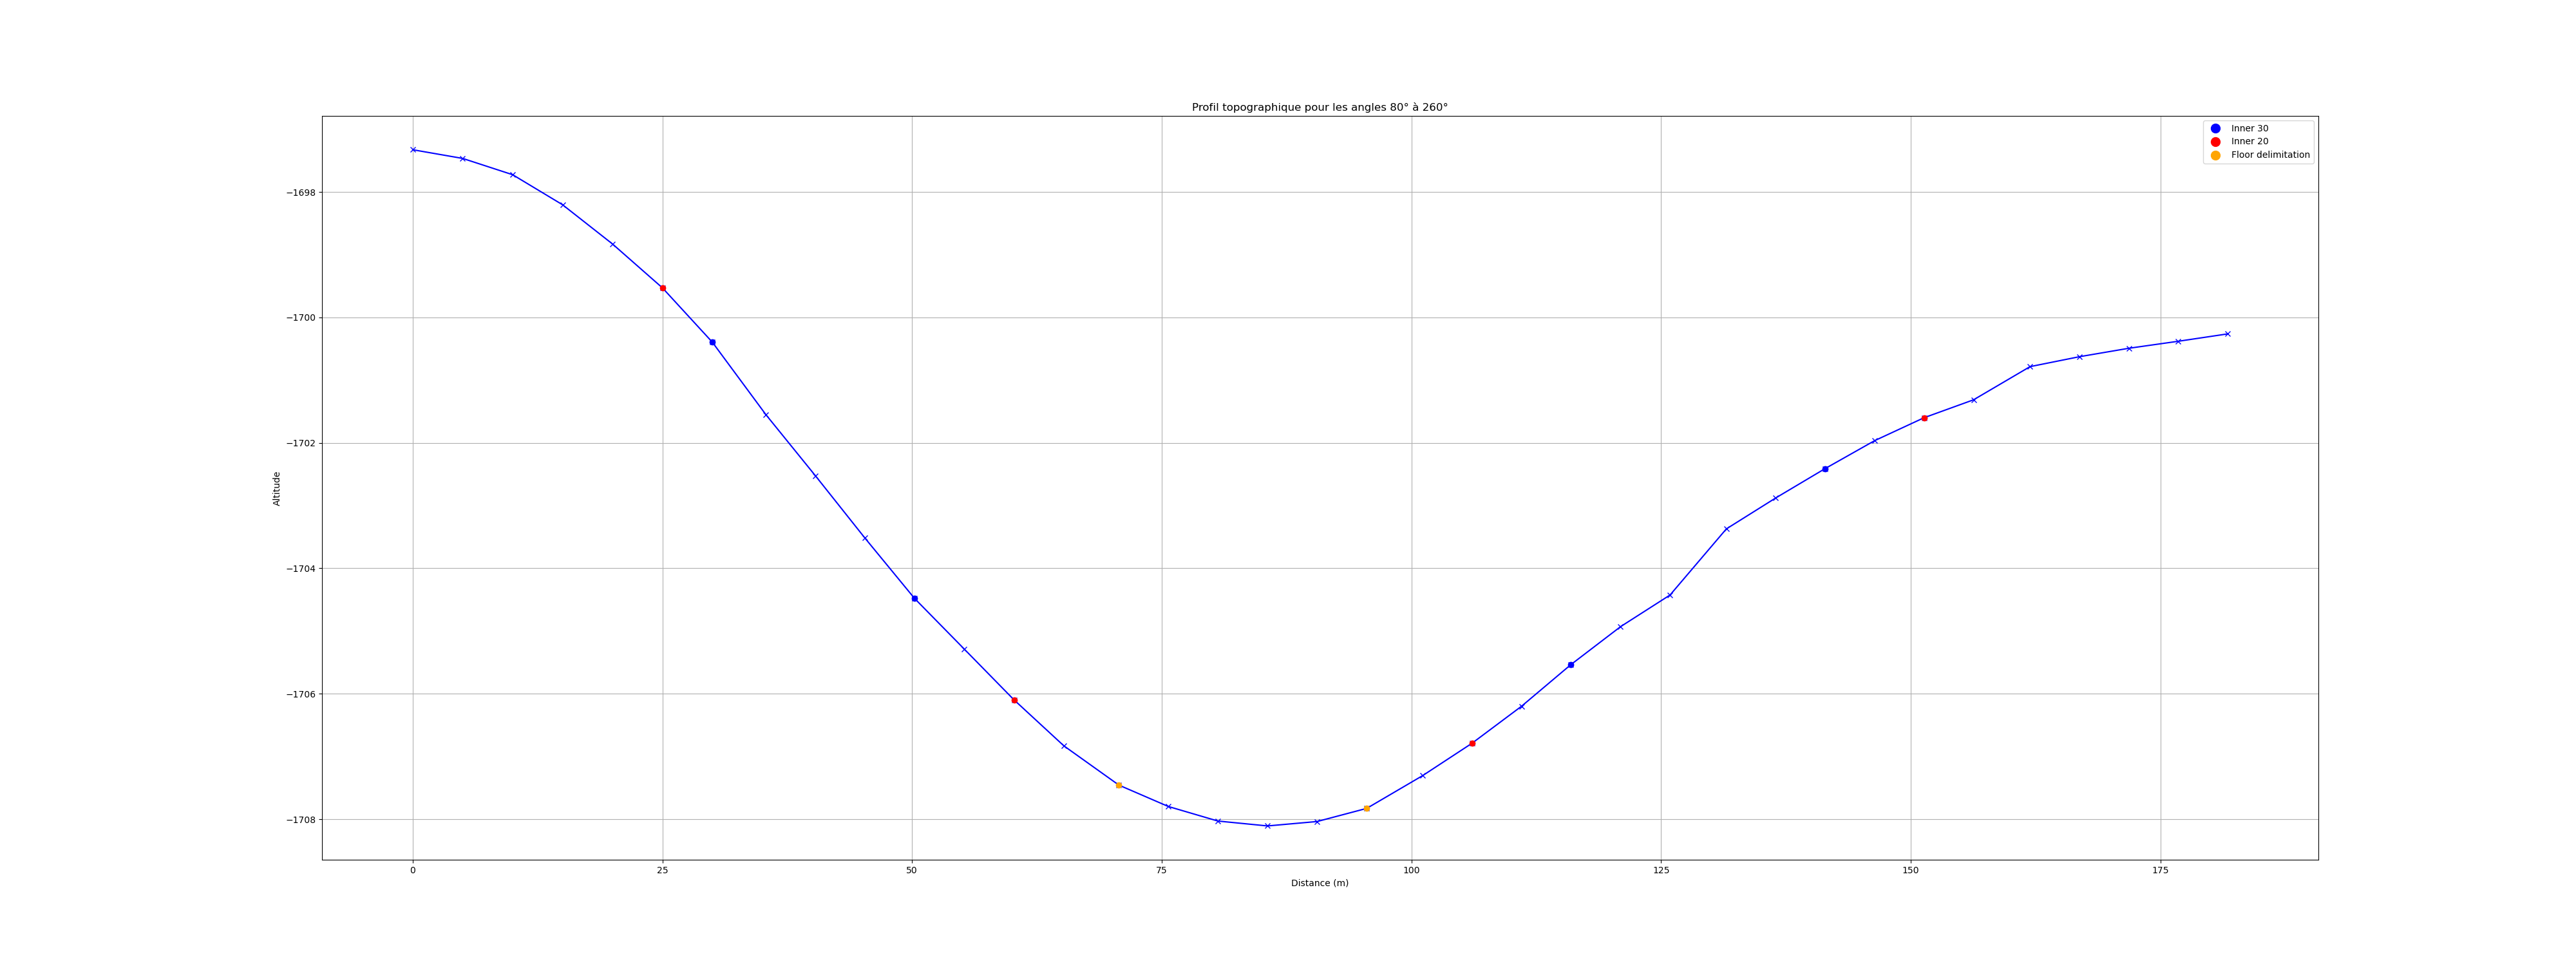 Profil topographique pour les angles 80° à 260°
Inner 30
Inner 20
Floor delimitation
−1698
−1700
−1702
−1704
−1706
−1708
Altitude
0 25 50 75 100 125 150 175
Distance (m)